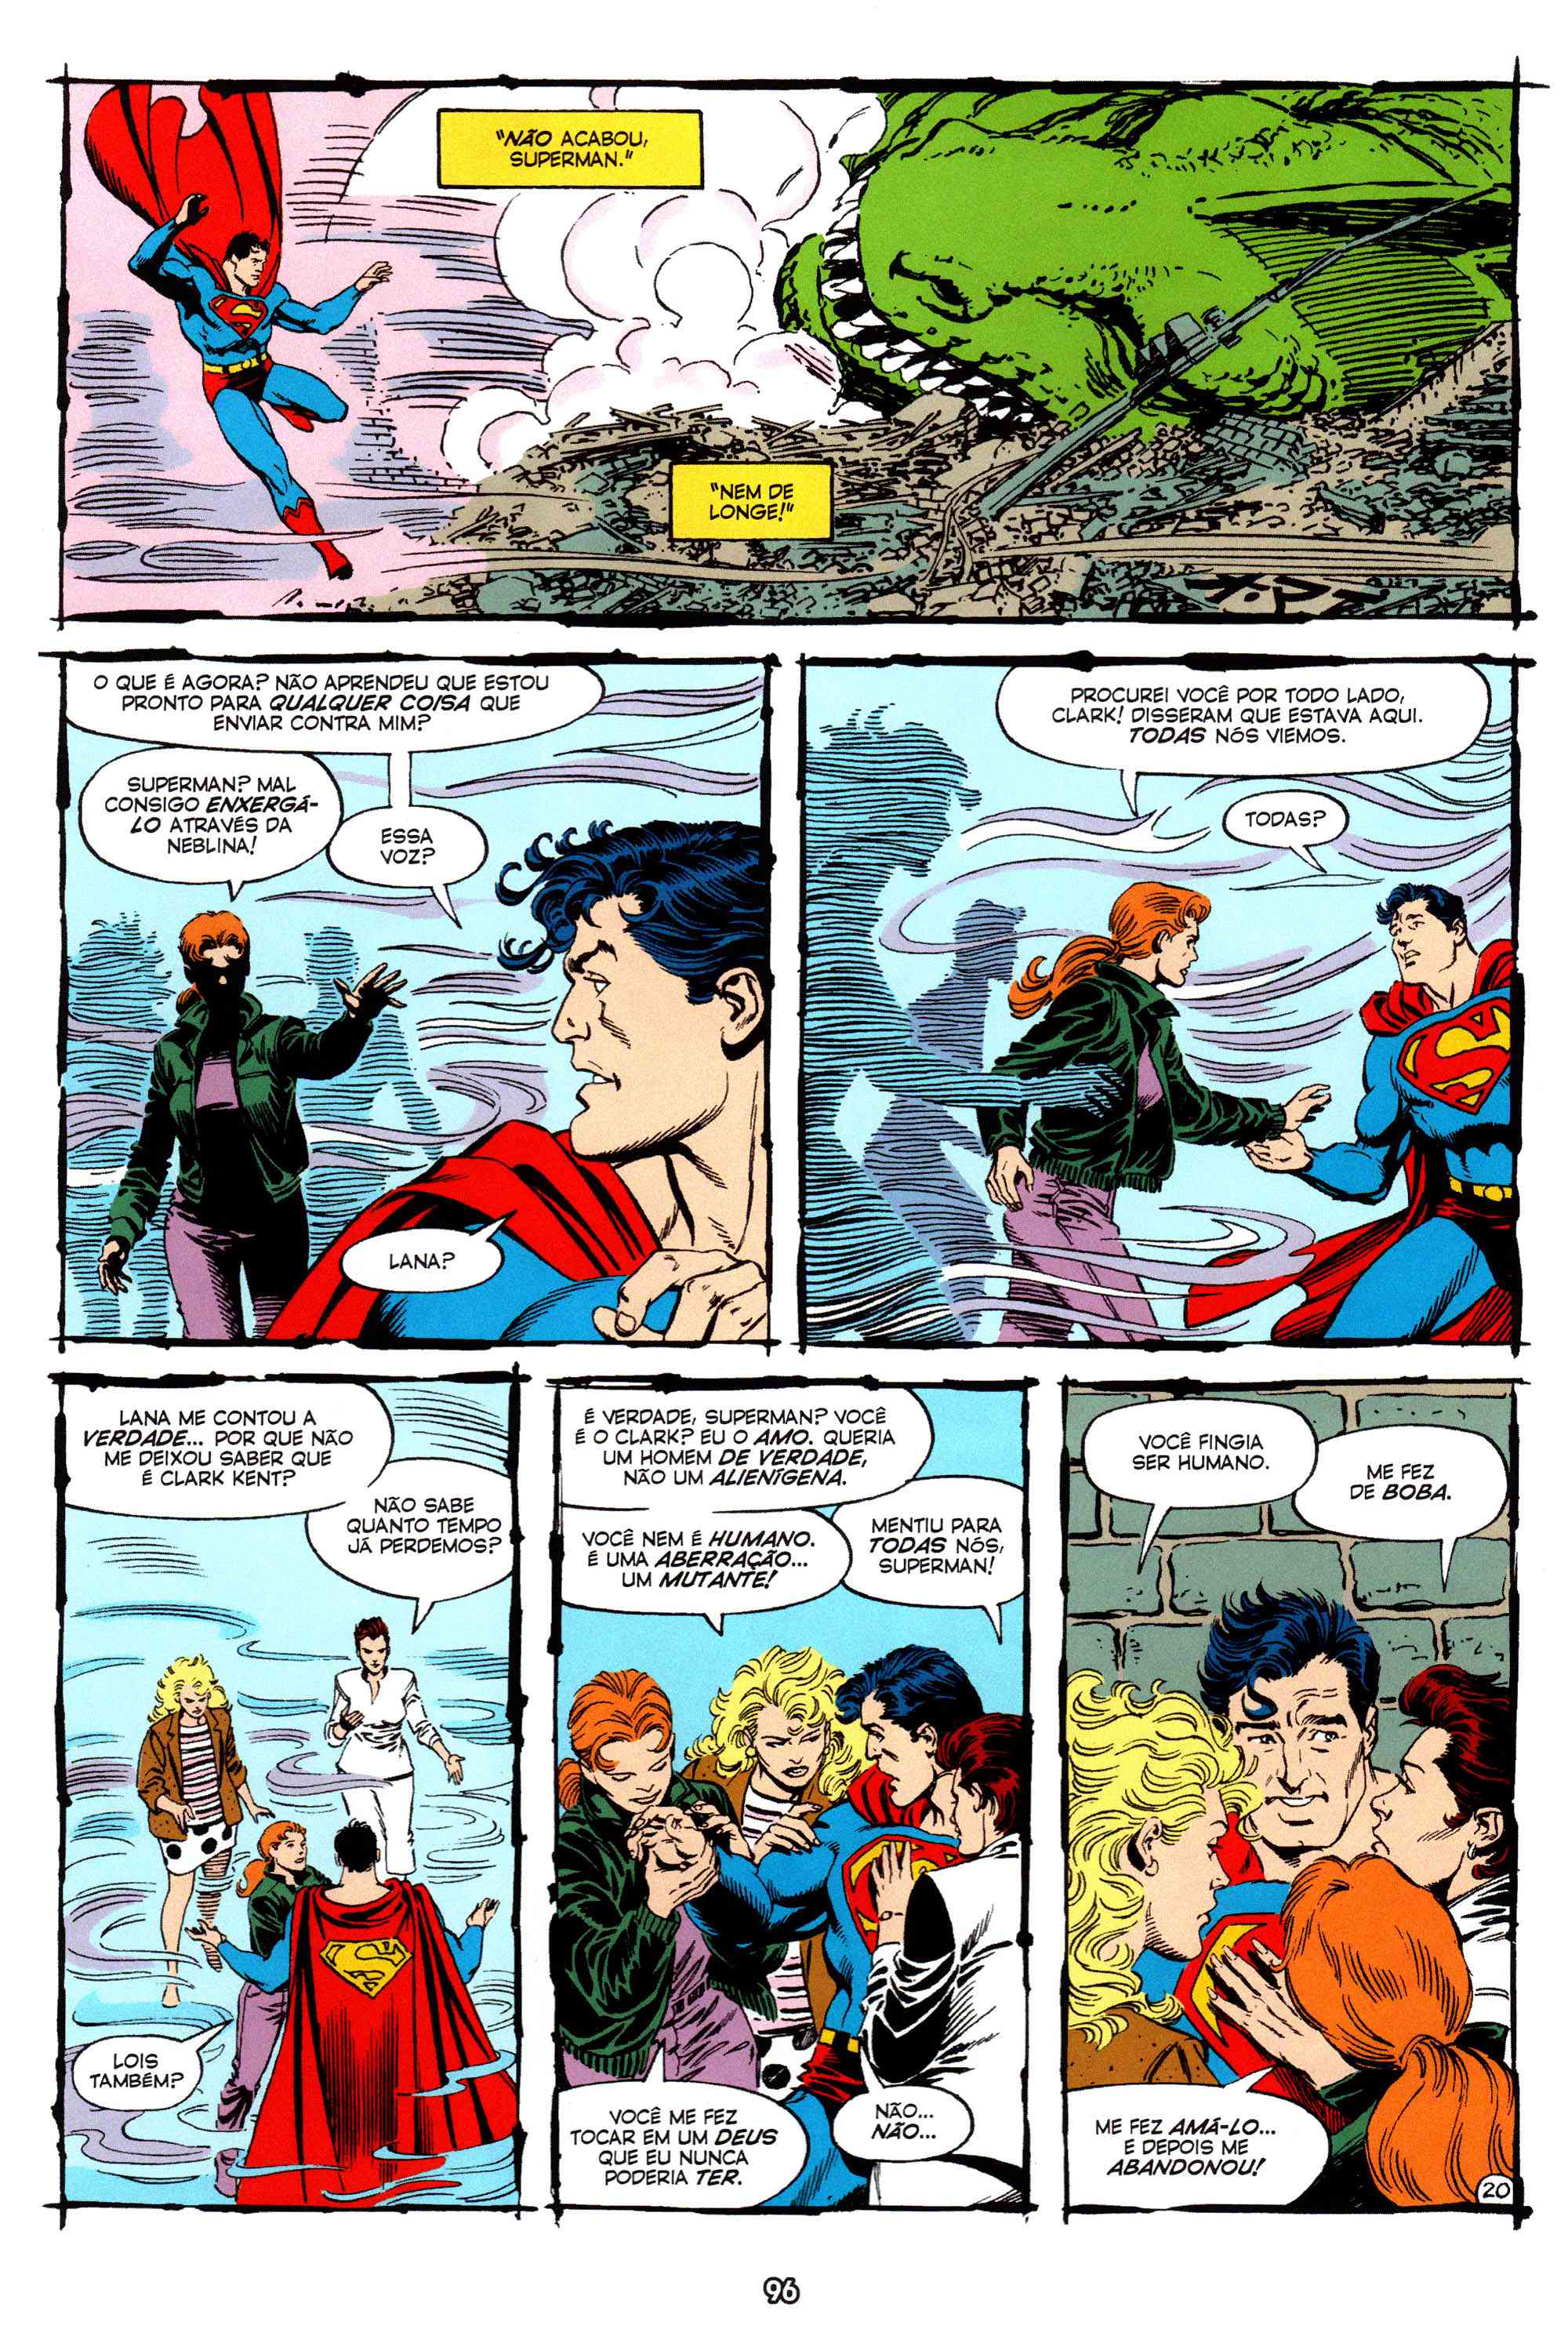 "NÃO ACABOU,
SUPERMAN."
"NEM DE
LONGE!"
O QUE É AGORA? NÃO APRENDEU QUE ESTOU
PRONTO PARA QUALQUER COISA QUE
ENVIAR CONTRA MIM?
SUPERMAN? MAL
CONSIGO ENXERGÁ-
LO ATRAVÉS DA
NEBLINA!
ESSA
VOZ?
LANA?
PROCUREI VOCÊ POR TODO LADO,
CLARK! DISSERAM QUE ESTAVA AQUI.
TODAS NÓS VIEMOS.
TODAS?
LANA ME CONTOU A
VERDADE... POR QUE NÃO
ME DEIXOU SABER QUE
É CLARK KENT?
NÃO SABE
QUANTO TEMPO
JÁ PERDEMOS?
LOIS
TAMBÉM?
É VERDADE, SUPERMAN? VOCÊ
É O CLARK? EU O AMO. QUERIA
UM HOMEM DE VERDADE,
NÃO UM ALIENÍGENA.
VOCÊ NEM É HUMANO.
É UMA ABERRAÇÃO...
UM MUTANTE!
MENTIU PARA
TODAS NÓS,
SUPERMAN!
VOCÊ ME FEZ
TOCAR EM UM DEUS
QUE EU NUNCA
PODERIA TER.
NÃO...
NÃO...
VOCÊ FINGIA
SER HUMANO.
ME FEZ
DE BOBA.
ME FEZ AMÁ-LO...
E DEPOIS ME
ABANDONOU!
20
96